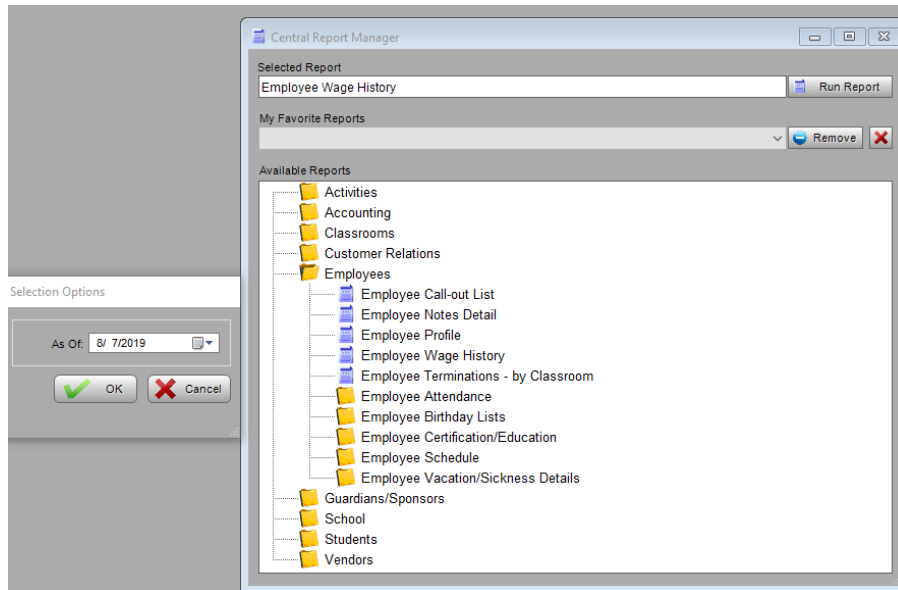 Central Report Manager
Selected Report
Employee Wage History
Run Report
My Favorite Reports
Remove
Available Reports
Activities
Accounting
Classrooms
Customer Relations
Employees
Employee Call-out List
Employee Notes Detail
Employee Profile
Employee Wage History
Employee Terminations - by Classroom
Employee Attendance
Employee Birthday Lists
Employee Certification/Education
Employee Schedule
Employee Vacation/Sickness Details
Guardians/Sponsors
School
Students
Vendors
Selection Options
As Of: 8/ 7/2019
OK Cancel